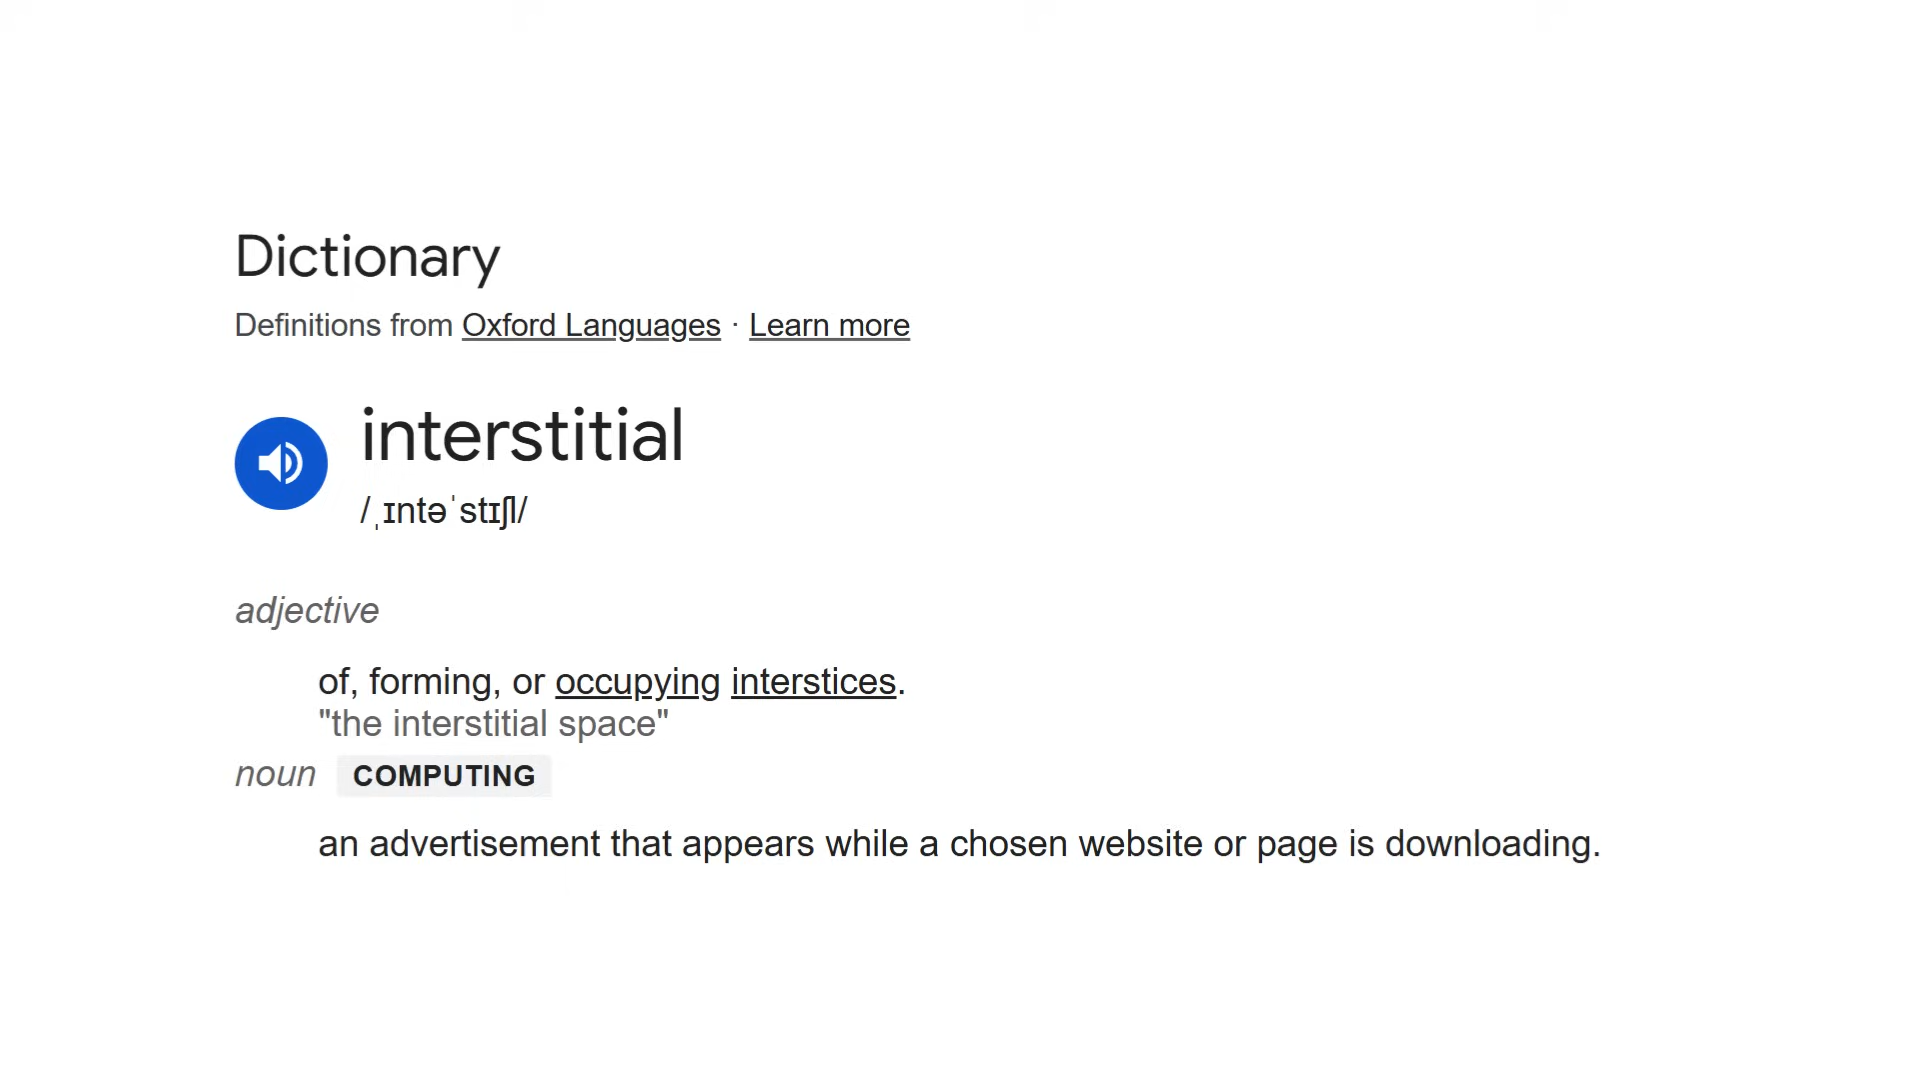 Dictionary
Definitions from Oxford Languages · Learn more
interstitial
/ˌɪntəˈstɪʃl/
adjective
of, forming, or occupying interstices.
"the interstitial space"
noun COMPUTING
an advertisement that appears while a chosen website or page is downloading.